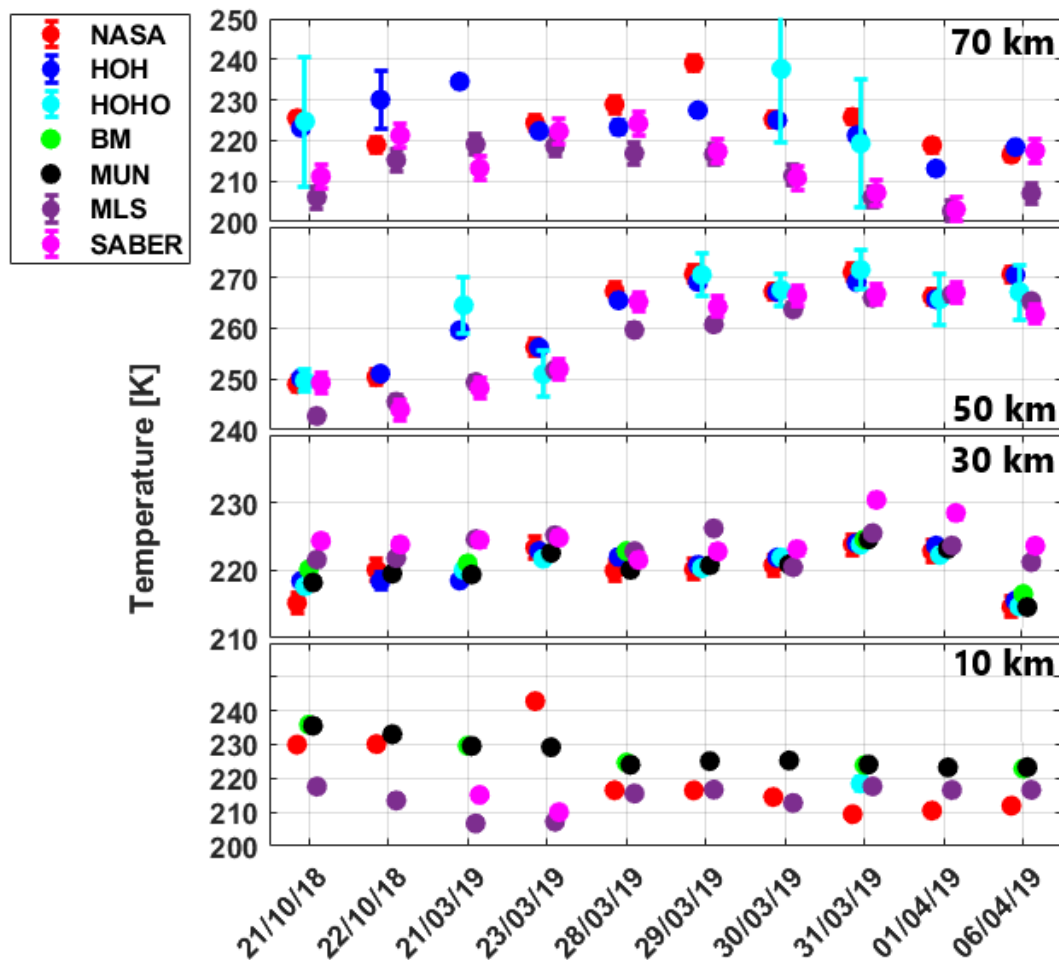 NASA
HOH
HOHO
BM
MUN
MLS
SABER
Temperature [K]
250
240
230
220
210
200
70 km
270
260
250
240
50 km
230
220
210
30 km
240
230
220
210
200
10 km
21/10/18
22/10/18
21/03/19
23/03/19
28/03/19
29/03/19
30/03/19
31/03/19
01/04/19
06/04/19